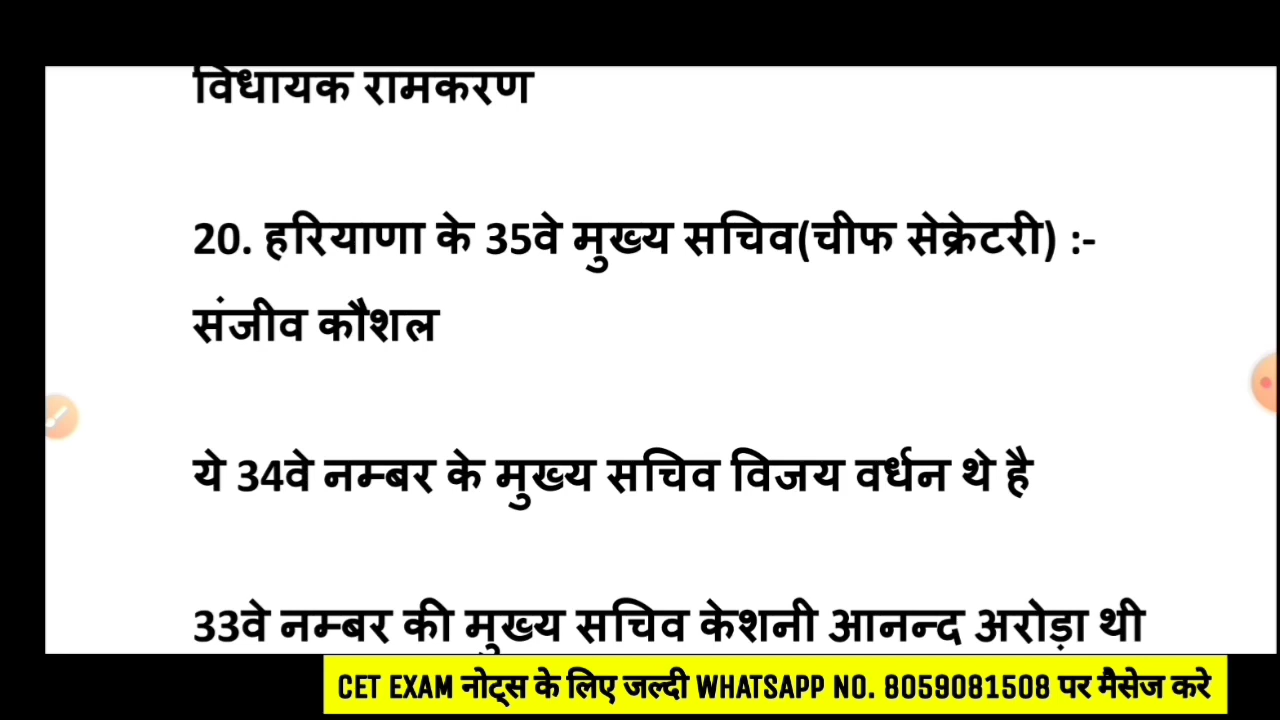 विधायक रामकरण
20. हरियाणा के 35वे मुख्य सचिव(चीफ सेक्रेटरी) :-
संजीव कौशल
ये 34वे नम्बर के मुख्य सचिव विजय वर्धन थे है
33वे नम्बर की मुख्य सचिव केशनी आनन्द अरोड़ा थी
CET EXAM नोट्स के लिए जल्दी WHATSAPP NO. 8059081508 पर मैसेज करे